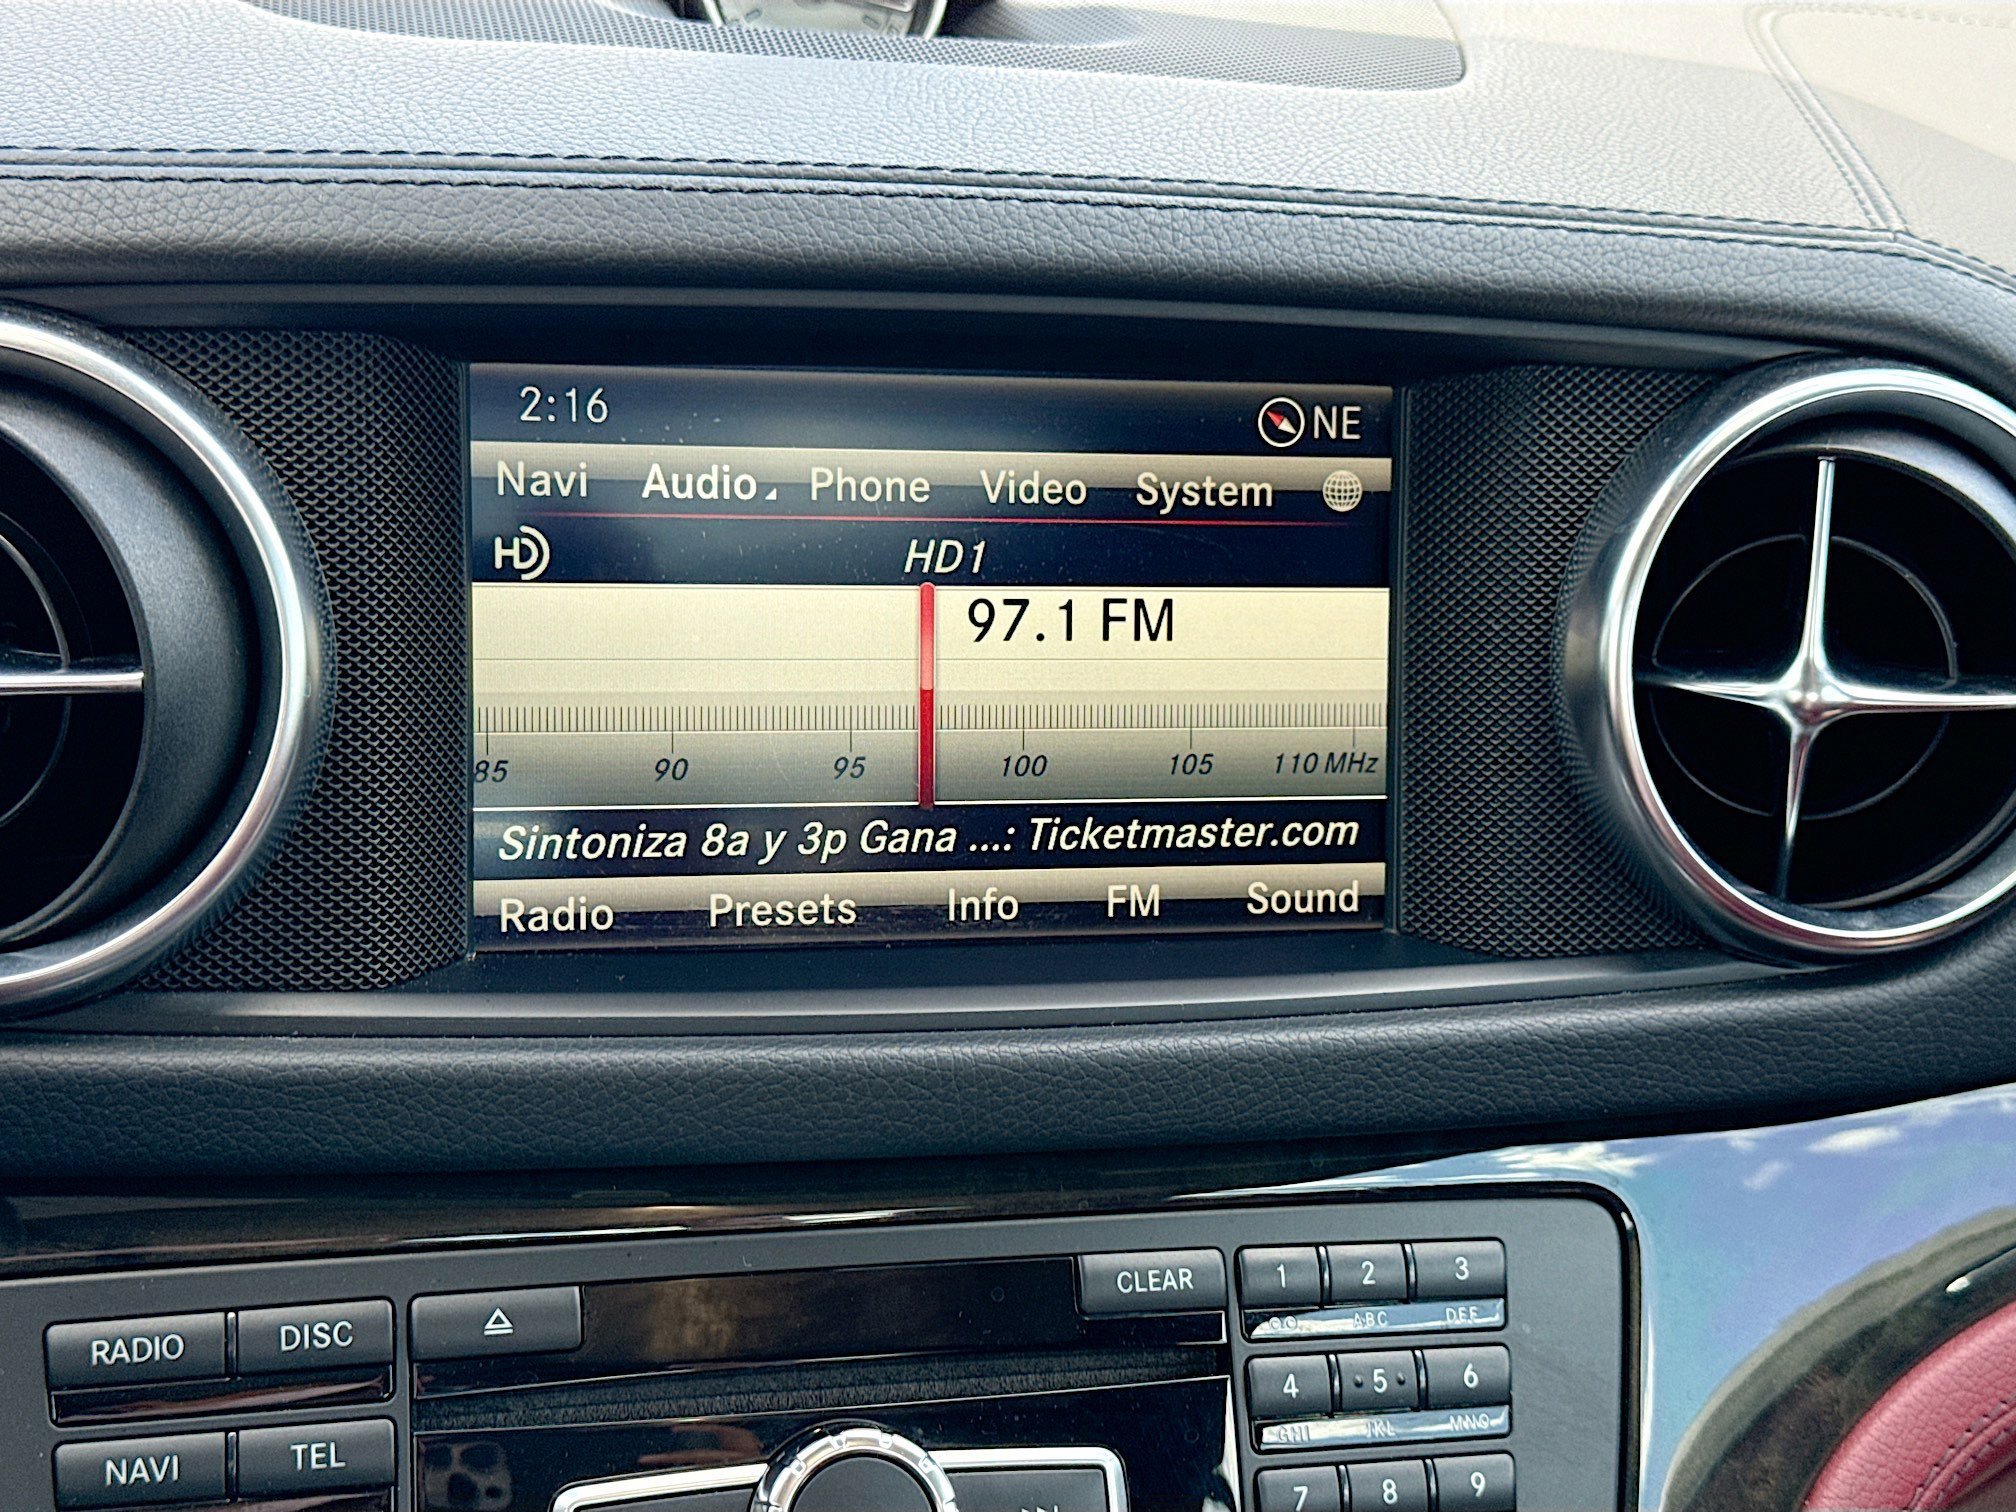 2:16 NE
Navi Audio Phone Video System
HD HD1
97.1 FM
85 90 95 100 105 110 MHz
Sintoniza 8a y 3p Gana ....: Ticketmaster.com
Radio Presets Info FM Sound
CLEAR 1 2 3
ABC DEF
RADIO DISC
4 5 6
GHI JKL MNO
NAVI TEL
7 8 9